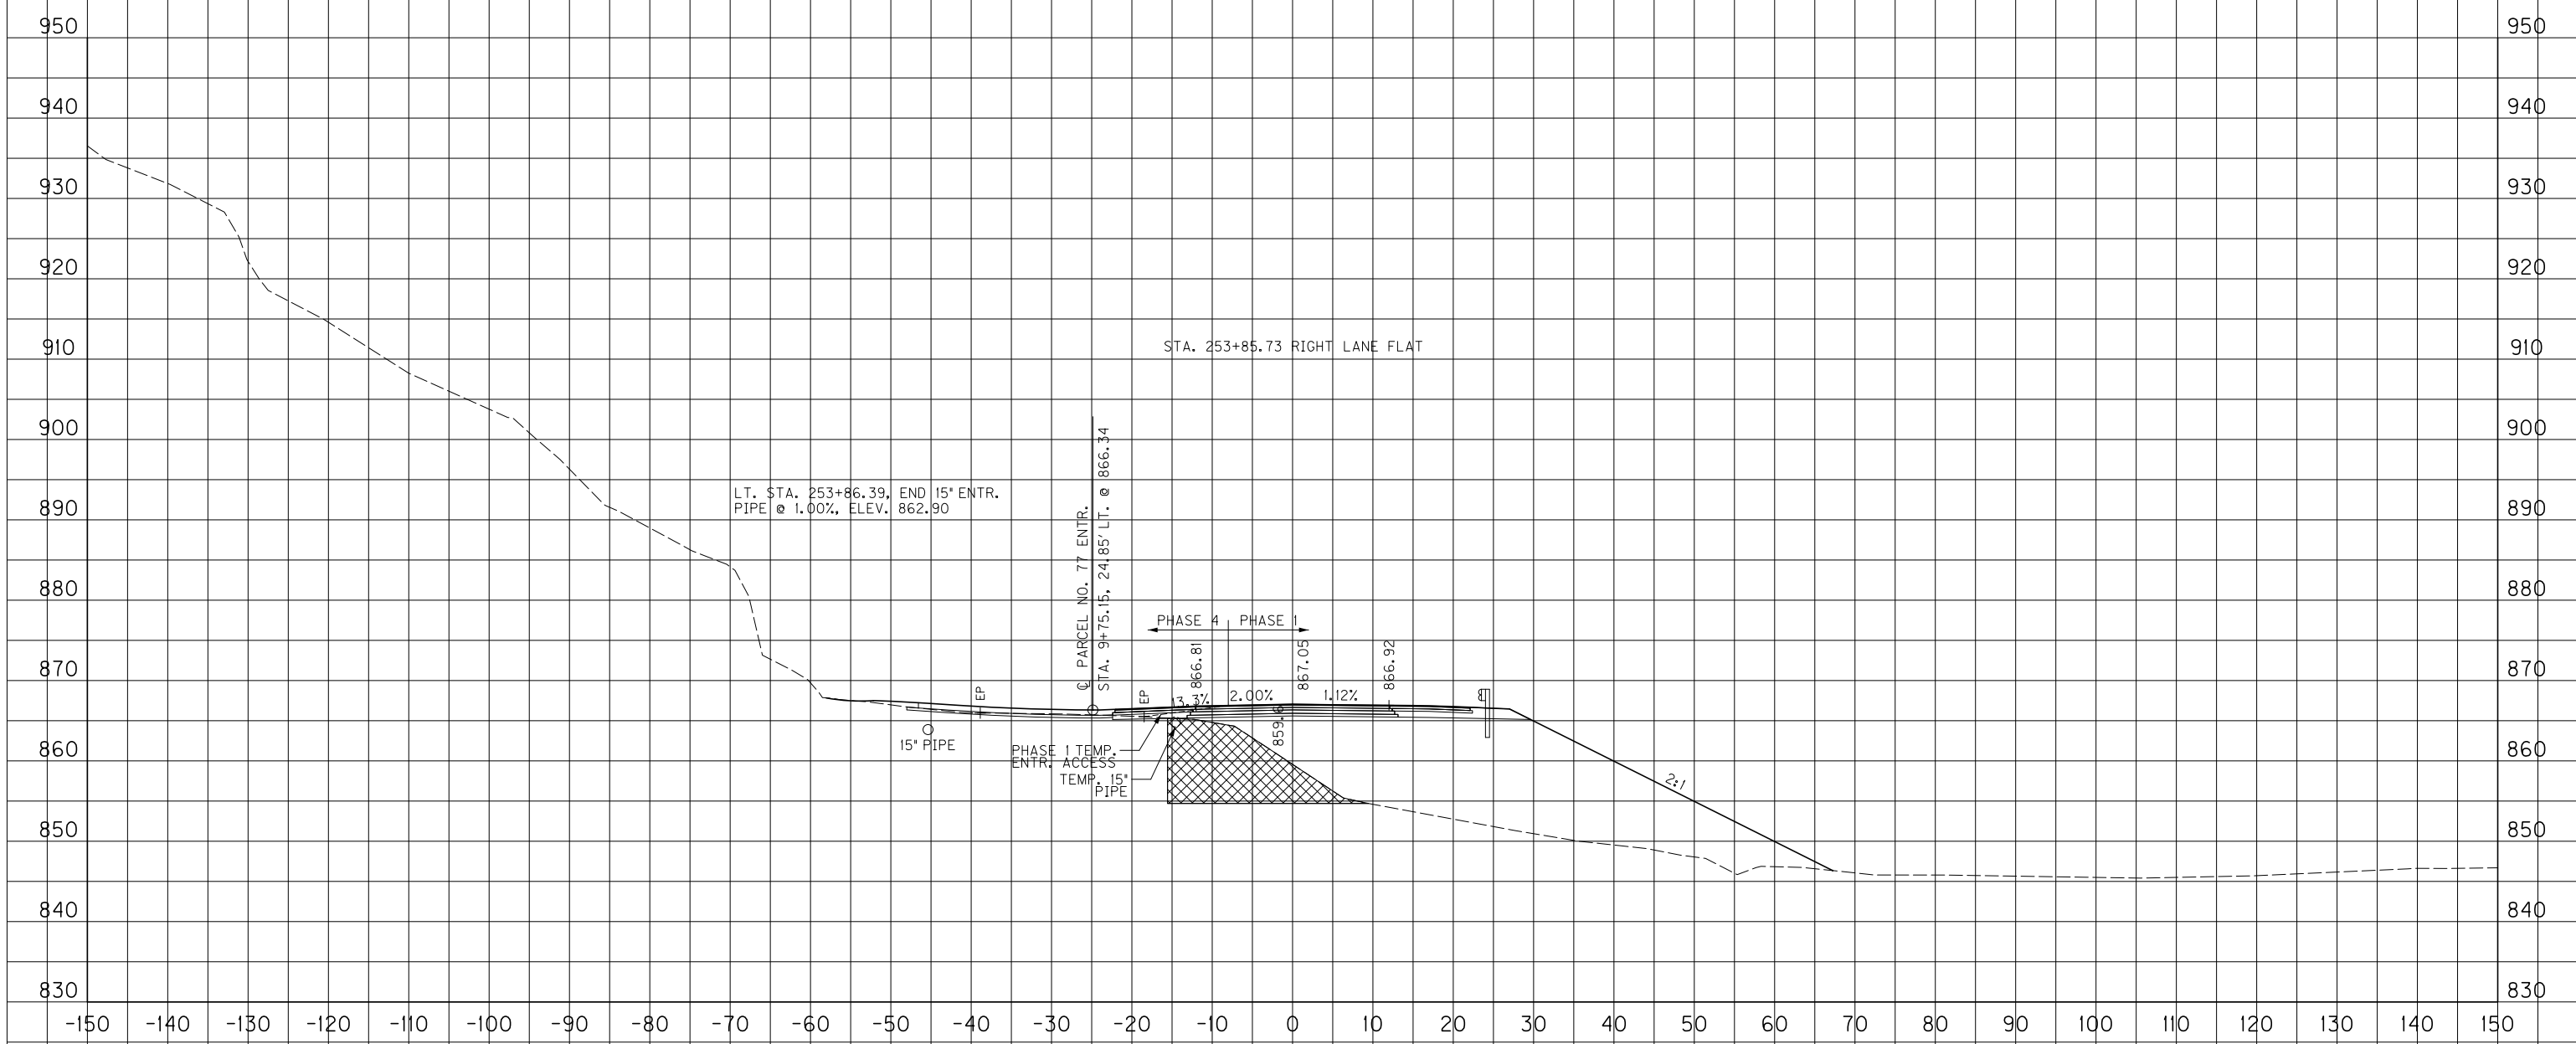 950 950
940 940
930 930
920 920
910 910
STA. 253+85.73 RIGHT LANE FLAT
900 900
LT. STA. 253+86.39, END 15" ENTR.
PIPE @ 1.00%, ELEV. 862.90
890 890
℄ PARCEL NO. 77 ENTR.
STA. 9+75.15, 24.85' LT. @ 866.34
880 880
PHASE 4 PHASE 1
870 870
866.81
867.05
866.92
EP
EP
13.3%
2.00%
1.12%
15" PIPE
PHASE 1 TEMP.
ENTR. ACCESS
TEMP. 15"
PIPE
2:1
860 860
850 850
840 840
830 830
-150 -140 -130 -120 -110 -100 -90 -80 -70 -60 -50 -40 -30 -20 -10 0 10 20 30 40 50 60 70 80 90 100 110 120 130 140 150